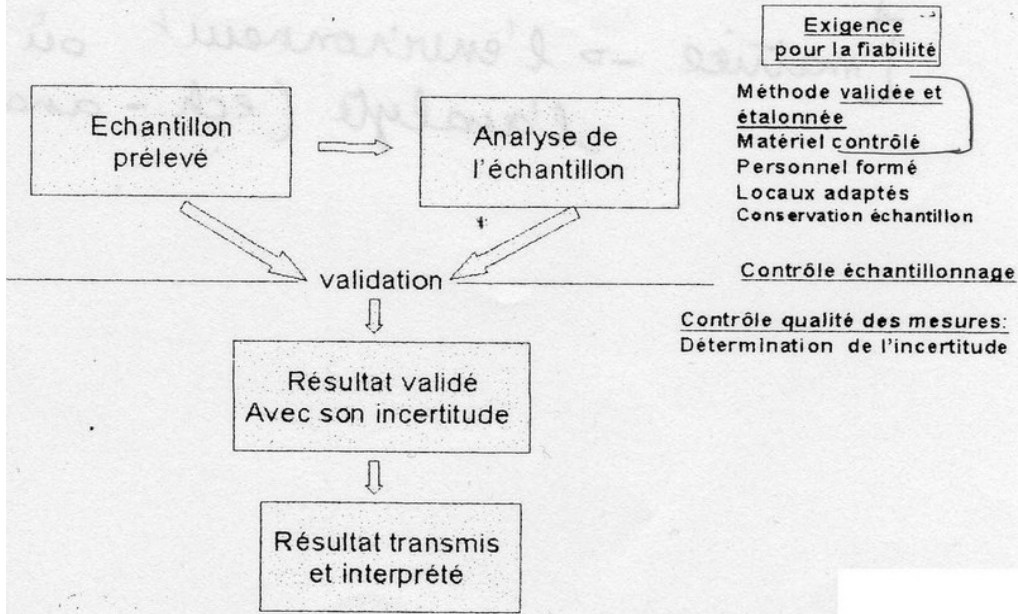 Exigence
pour la fiabilité
Echantillon
prélevé
Analyse de
l'échantillon
Méthode validée et
étalonnée
Matériel contrôlé
Personnel formé
Locaux adaptés
Conservation échantillon
validation
Contrôle échantillonnage
Contrôle qualité des mesures:
Détermination de l'incertitude
Résultat validé
Avec son incertitude
Résultat transmis
et interprété